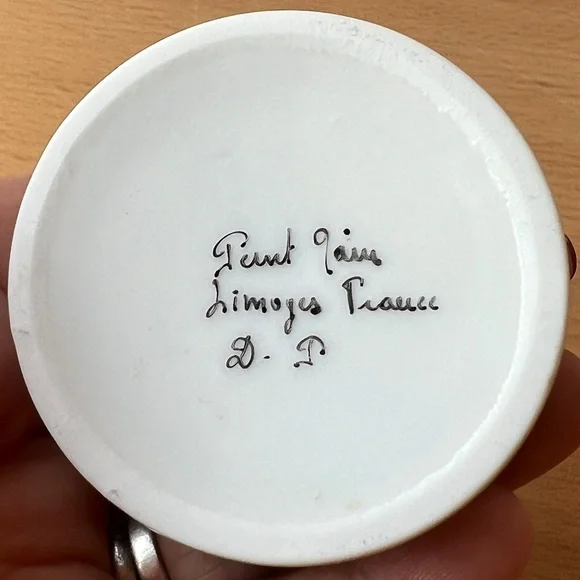 Peint Main
Limoges France
D. P